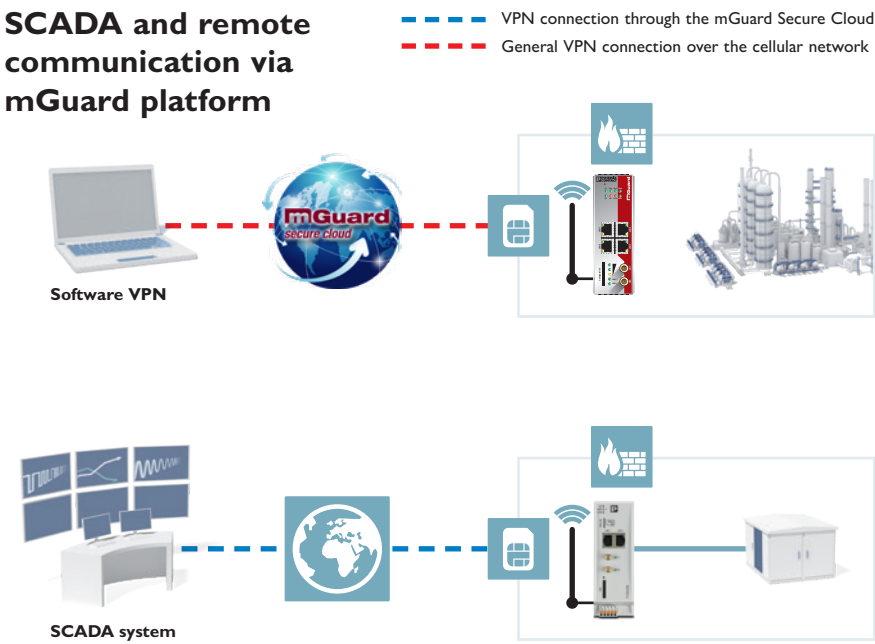 SCADA and remote
communication via
mGuard platform
VPN connection through the mGuard Secure Cloud
General VPN connection over the cellular network
mGuard
secure cloud
Software VPN
SCADA system